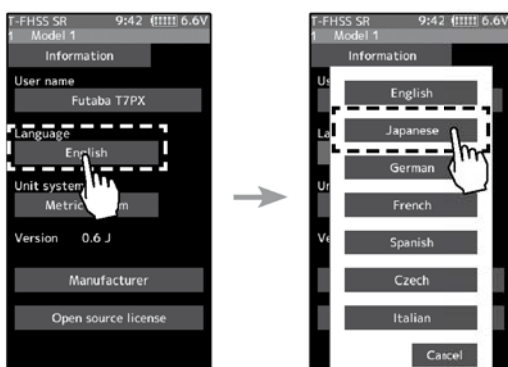 T-FHSS SR 9:42 6.6V
1 Model 1
Information
User name
Futaba T7PX
Language
English
Unit system
Metric
Version 0.6 J
Manufacturer
Open source license
T-FHSS SR 9:42 6.6V
1 Model 1
Information
English
Japanese
German
French
Spanish
Czech
Italian
Cancel